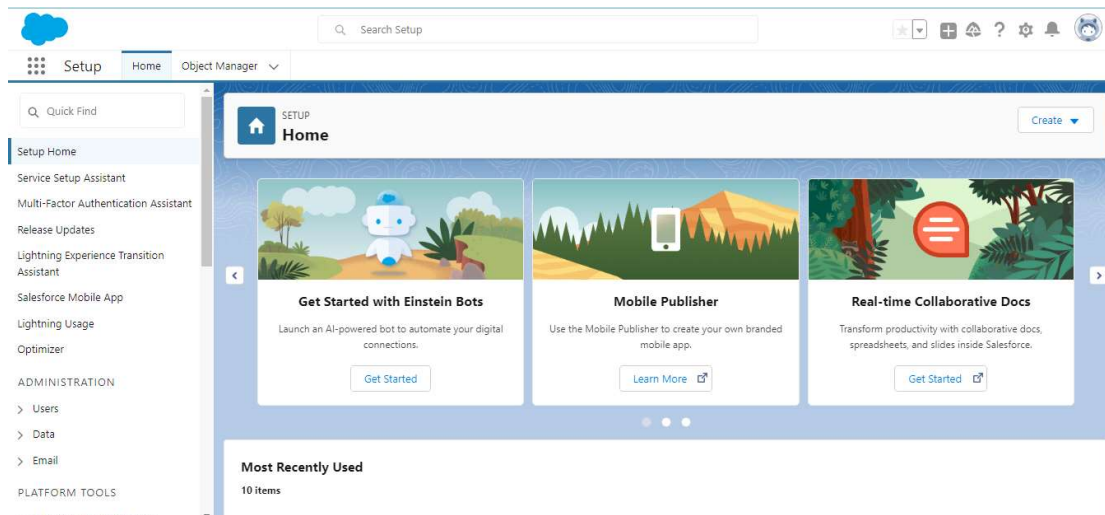 Search Setup
?
Setup
Home
Object Manager
Quick Find
Setup Home
Service Setup Assistant
Multi-Factor Authentication Assistant
Release Updates
Lightning Experience Transition
Assistant
Salesforce Mobile App
Lightning Usage
Optimizer
ADMINISTRATION
Users
Data
Email
PLATFORM TOOLS
SETUP
Home
Create
Get Started with Einstein Bots
Launch an AI-powered bot to automate your digital
connections.
Get Started
Mobile Publisher
Use the Mobile Publisher to create your own branded
mobile app.
Learn More
Real-time Collaborative Docs
Transform productivity with collaborative docs,
spreadsheets, and slides inside Salesforce.
Get Started
Most Recently Used
10 items